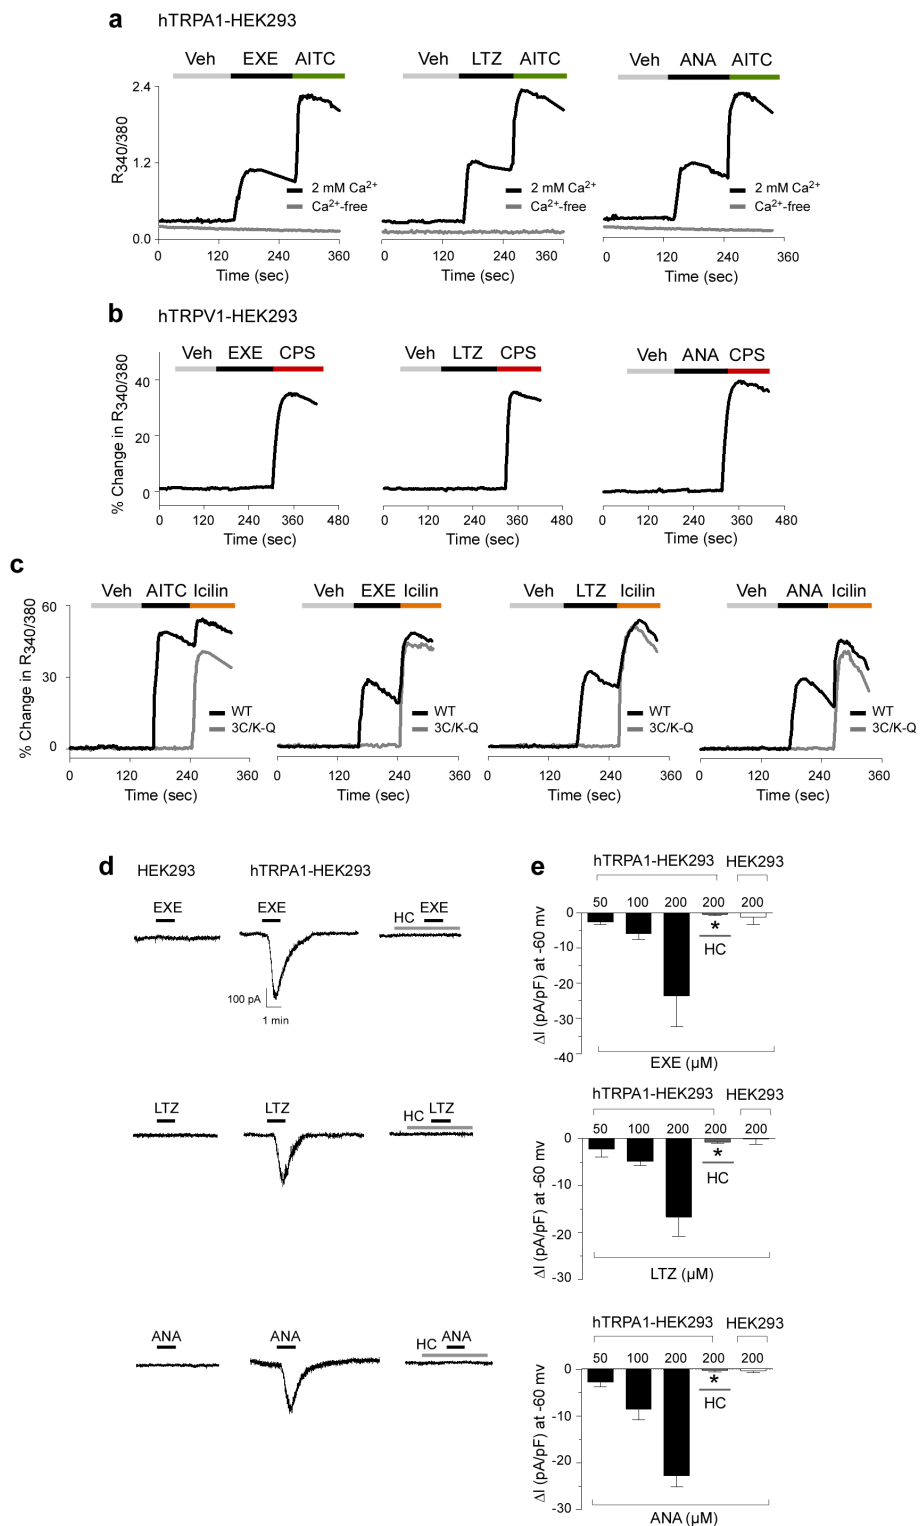 a hTRPA1-HEK293
Veh EXE AITC
Veh LTZ AITC
Veh ANA AITC
R340/380
2.4
1.2
0.0
2 mM Ca2+
Ca2+-free
2 mM Ca2+
Ca2+-free
2 mM Ca2+
Ca2+-free
0 120 240 360
0 120 240 360
0 120 240 360
Time (sec)
Time (sec)
Time (sec)
b hTRPV1-HEK293
Veh EXE CPS
Veh LTZ CPS
Veh ANA CPS
% Change in R340/380
40
20
0
0 120 240 360 480
0 120 240 360 480
0 120 240 360 480
Time (sec)
Time (sec)
Time (sec)
c
Veh AITC Icilin
Veh EXE Icilin
Veh LTZ Icilin
Veh ANA Icilin
% Change in R340/380
60
30
0
WT
3C/K-Q
WT
3C/K-Q
WT
3C/K-Q
WT
3C/K-Q
0 120 240 360
0 120 240 360
0 120 240 360
0 120 240 360
Time (sec)
Time (sec)
Time (sec)
Time (sec)
d
HEK293 hTRPA1-HEK293
EXE
EXE
HC EXE
100 pA
1 min
LTZ
LTZ
HC LTZ
ANA
ANA
HC ANA
e
hTRPA1-HEK293 HEK293
50 100 200 200 200
ΔI (pA/pF) at -60 mv
0
-10
-20
-30
-40
*
HC
EXE (µM)
hTRPA1-HEK293 HEK293
50 100 200 200 200
ΔI (pA/pF) at -60 mv
0
-10
-20
-30
*
HC
LTZ (µM)
hTRPA1-HEK293 HEK293
50 100 200 200 200
ΔI (pA/pF) at -60 mv
0
-10
-20
-30
*
HC
ANA (µM)